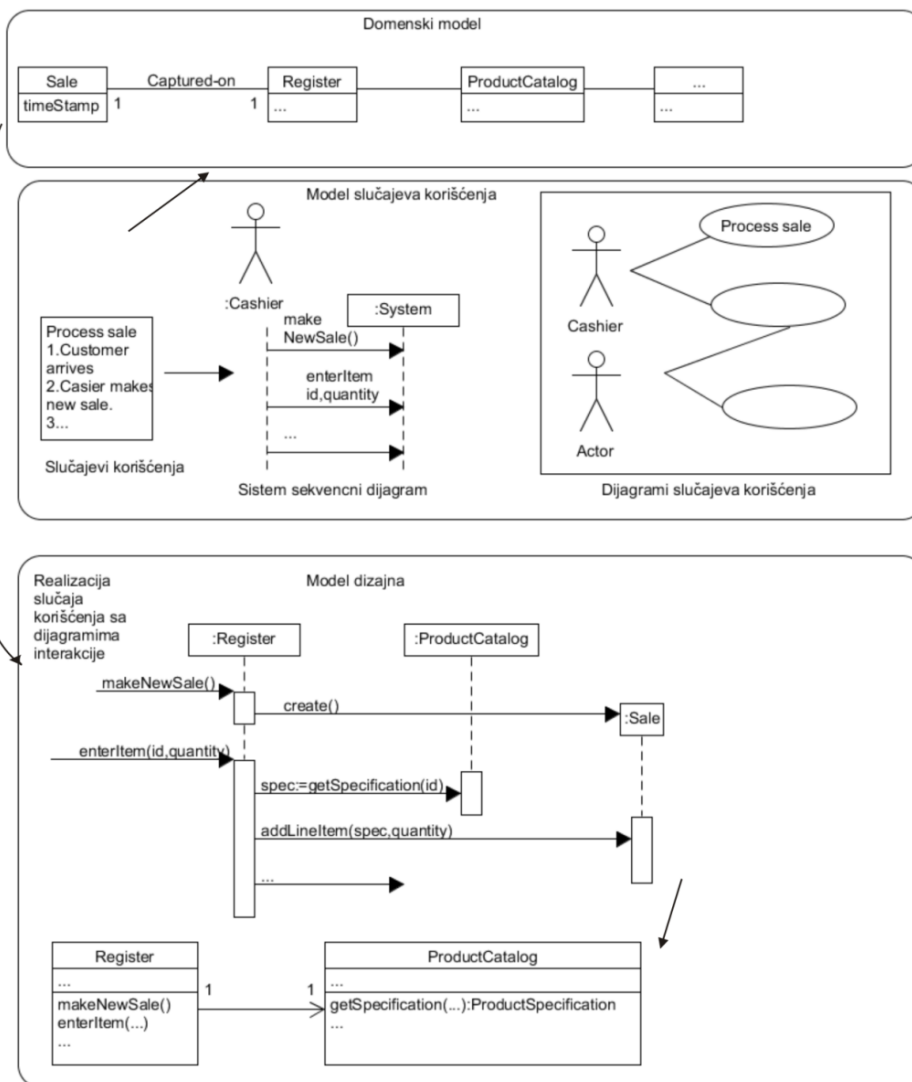 Domenski model
Sale
Captured-on
Register
ProductCatalog
...
timeStamp
1
1
...
...
...
Model slučajeva korišćenja
:Cashier
:System
make
NewSale()
enterItem
id,quantity
...
Process sale
1.Customer
arrives
2.Casier makes
new sale.
3...
Slučajevi korišćenja
Sistem sekvencni dijagram
Process sale
Cashier
Actor
Dijagrami slučajeva korišćenja
Model dizajna
Realizacija
slučaja
korišćenja sa
dijagramima
interakcije
:Register
:ProductCatalog
makeNewSale()
create()
:Sale
enterItem(id,quantity)
spec:=getSpecification(id)
addLineItem(spec,quantity)
...
Register
...
makeNewSale()
enterItem(...)
...
1
1
ProductCatalog
...
getSpecification(...):ProductSpecification
...